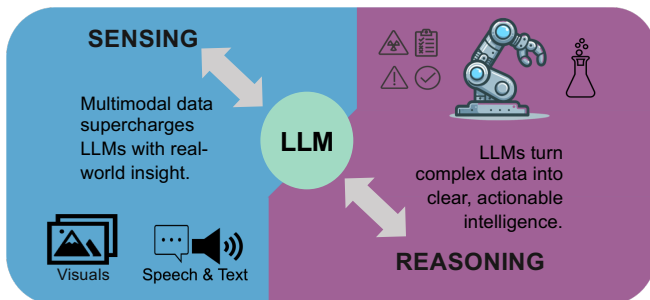 SENSING
Multimodal data
supercharges
LLMs with real-
world insight.
Visuals
Speech & Text
LLM
LLMs turn
complex data into
clear, actionable
intelligence.
REASONING